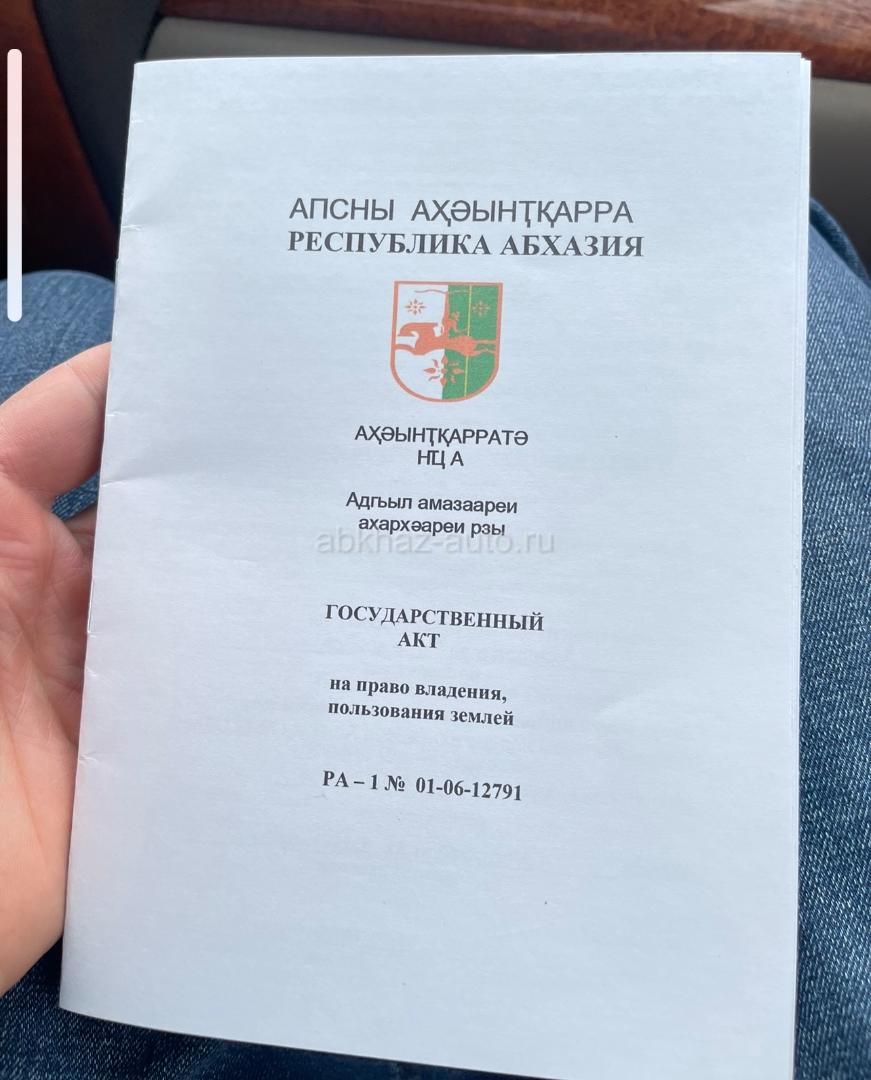 АПСНЫ АҲӘЫНҬҚАРРА
РЕСПУБЛИКА АБХАЗИЯ
АҲӘЫНҬҚАРРАТӘ
НҴЦ А
Адгьыл амазаареи
ахархәареи рзы
abkhaz-auto.ru
ГОСУДАРСТВЕННЫЙ
АКТ
на право владения,
пользования землей
РА – 1 № 01-06-12791